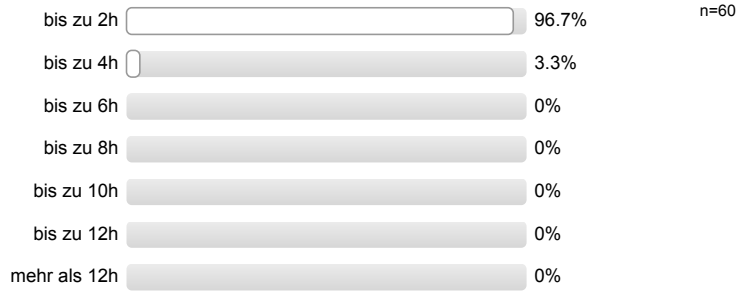 bis zu 2h 96.7% n=60
bis zu 4h 3.3%
bis zu 6h 0%
bis zu 8h 0%
bis zu 10h 0%
bis zu 12h 0%
mehr als 12h 0%